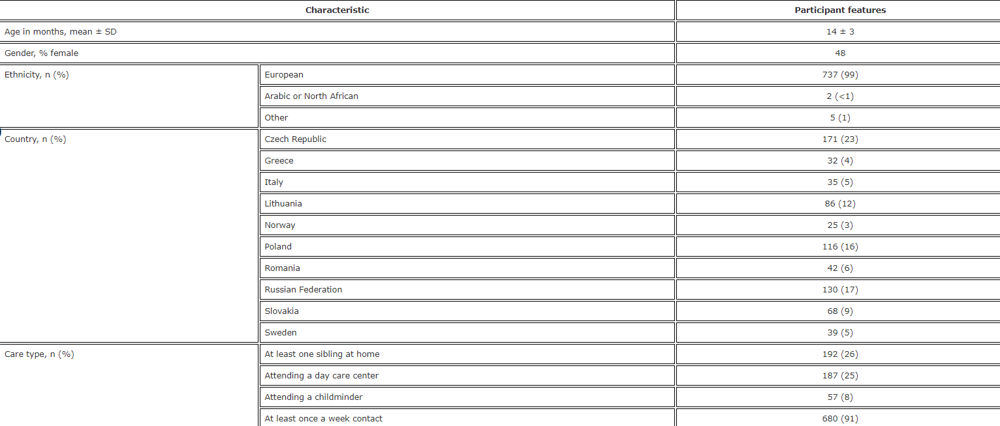 Characteristic Participant features
Age in months, mean ± SD 14 ± 3
Gender, % female 48
Ethnicity, n (%) European 737 (99)
Arabic or North African 2 (<1)
Other 5 (1)
Country, n (%) Czech Republic 171 (23)
Greece 32 (4)
Italy 35 (5)
Lithuania 86 (12)
Norway 25 (3)
Poland 116 (16)
Romania 42 (6)
Russian Federation 130 (17)
Slovakia 68 (9)
Sweden 39 (5)
Care type, n (%) At least one sibling at home 192 (26)
Attending a day care center 187 (25)
Attending a childminder 57 (8)
At least once a week contact 680 (91)